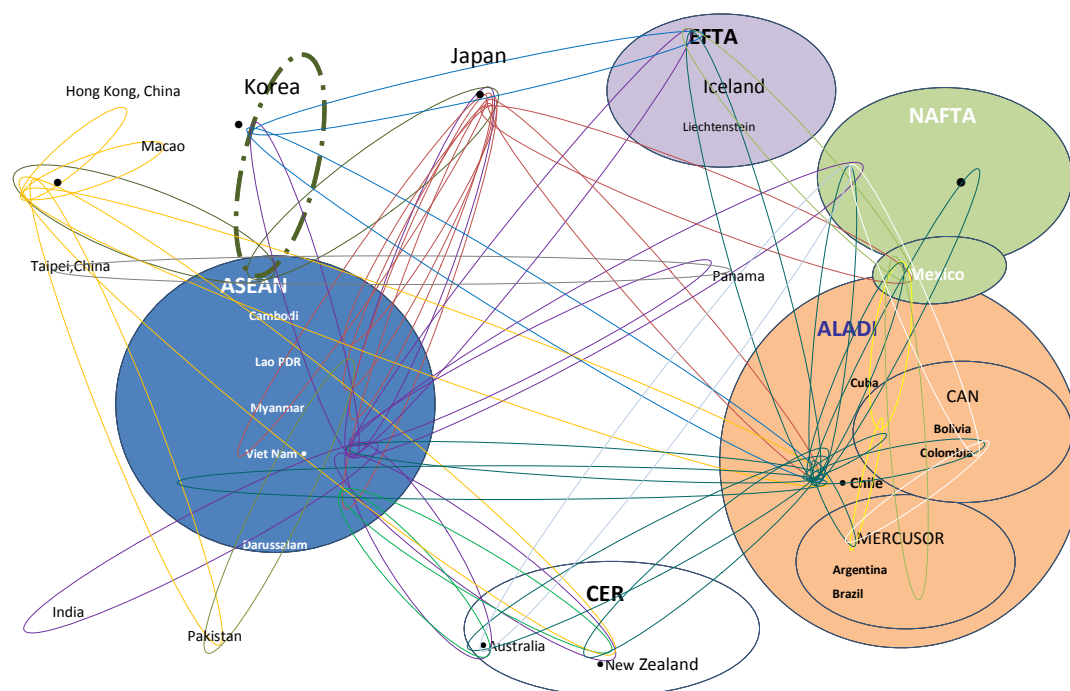 EFTA
Japan
Korea
Iceland
Hong Kong, China
NAFTA
Liechtenstein
Macao
Taipei,China
Panama
Mexico
ASEAN
Cambodi
ALADI
Lao PDR
Cuba
CAN
Myanmar
Bolivia
Viet Nam
Colombia
Chile
MERCUSOR
Darussalam
Argentina
CER
Brazil
India
Pakistan
Australia
New Zealand